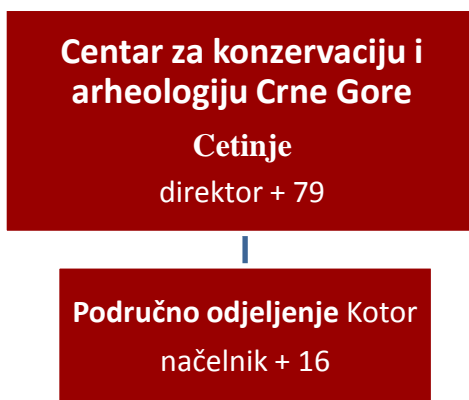 Centar za konzervaciju i
arheologiju Crne Gore
Cetinje
direktor + 79
Područno odjeljenje Kotor
načelnik + 16